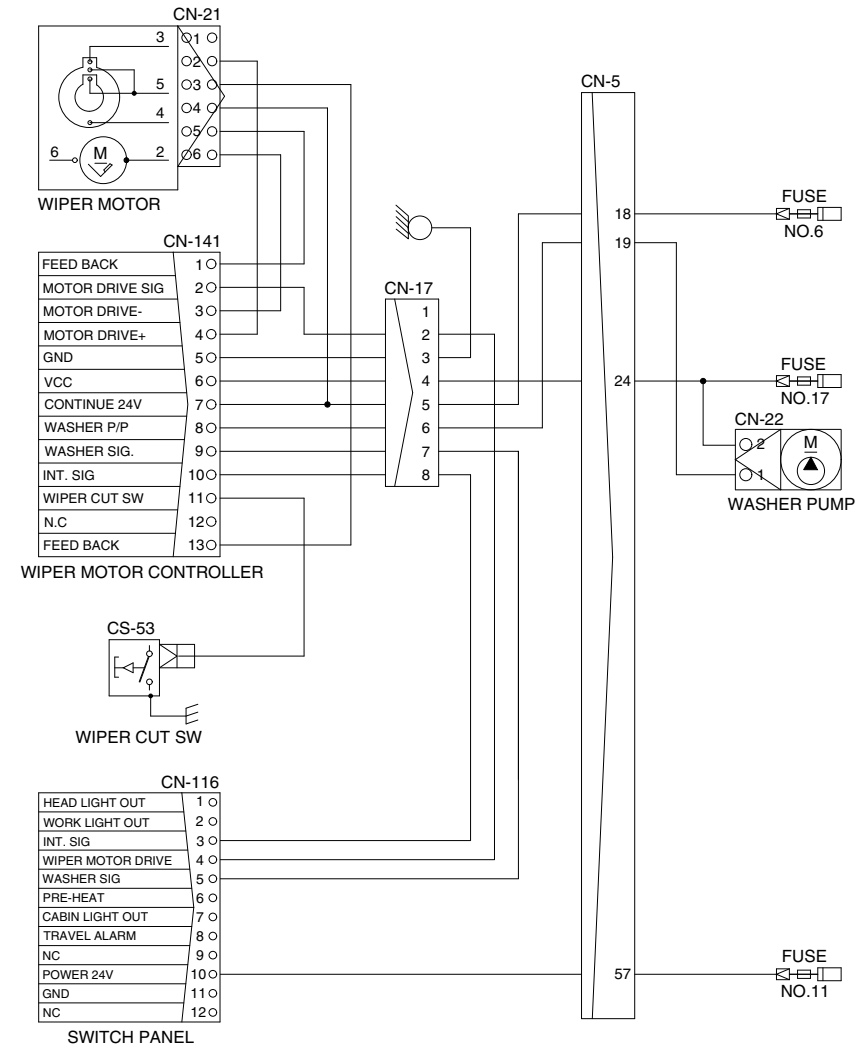 CN-21
3
5
4
6
M
2
1
2
3
4
5
6
WIPER MOTOR
CN-141
FEED BACK 1
MOTOR DRIVE SIG 2
MOTOR DRIVE- 3
MOTOR DRIVE+ 4
GND 5
VCC 6
CONTINUE 24V 7
WASHER P/P 8
WASHER SIG. 9
INT. SIG 10
WIPER CUT SW 11
N.C 12
FEED BACK 13
WIPER MOTOR CONTROLLER
CN-17
1
2
3
4
5
6
7
8
CN-5
18
19
24
57
FUSE
NO.6
FUSE
NO.17
CN-22
2
1
M
WASHER PUMP
CS-53
WIPER CUT SW
CN-116
HEAD LIGHT OUT 1
WORK LIGHT OUT 2
INT. SIG 3
WIPER MOTOR DRIVE 4
WASHER SIG 5
PRE-HEAT 6
CABIN LIGHT OUT 7
TRAVEL ALARM 8
NC 9
POWER 24V 10
GND 11
NC 12
SWITCH PANEL
FUSE
NO.11